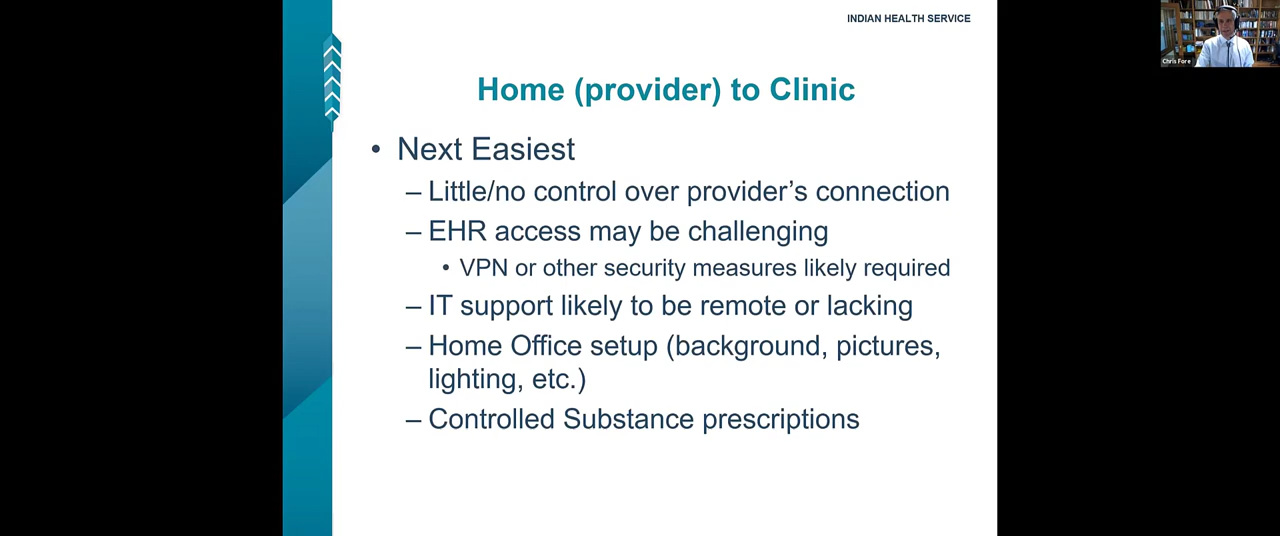 INDIAN HEALTH SERVICE
Chris Fore
Home (provider) to Clinic
• Next Easiest
– Little/no control over provider's connection
– EHR access may be challenging
• VPN or other security measures likely required
– IT support likely to be remote or lacking
– Home Office setup (background, pictures,
lighting, etc.)
– Controlled Substance prescriptions